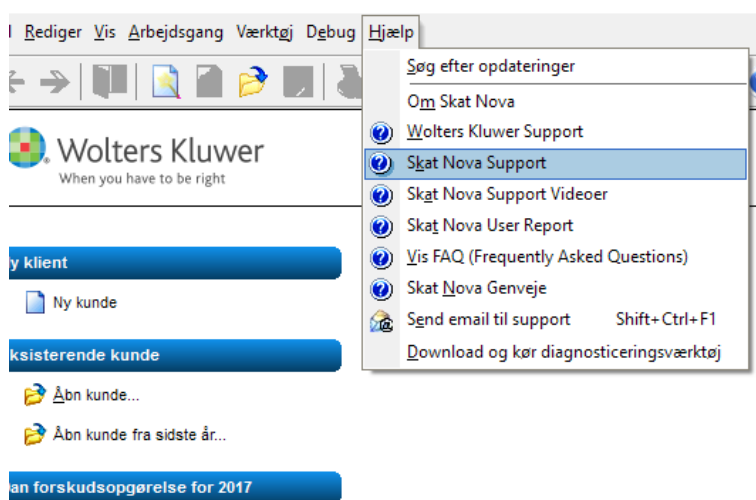 Rediger Vis Arbejdsgang Værktøj Debug Hjælp
Søg efter opdateringer
Om Skat Nova
Wolters Kluwer Support
Skat Nova Support
Skat Nova Support Videoer
Skat Nova User Report
Vis FAQ (Frequently Asked Questions)
Skat Nova Genveje
Send email til support Shift+Ctrl+F1
Download og kør diagnosticeringsværktøj
Wolters Kluwer
When you have to be right
y klient
Ny kunde
ksisterende kunde
Åbn kunde...
Åbn kunde fra sidste år...
an forskudsopgørelse for 2017